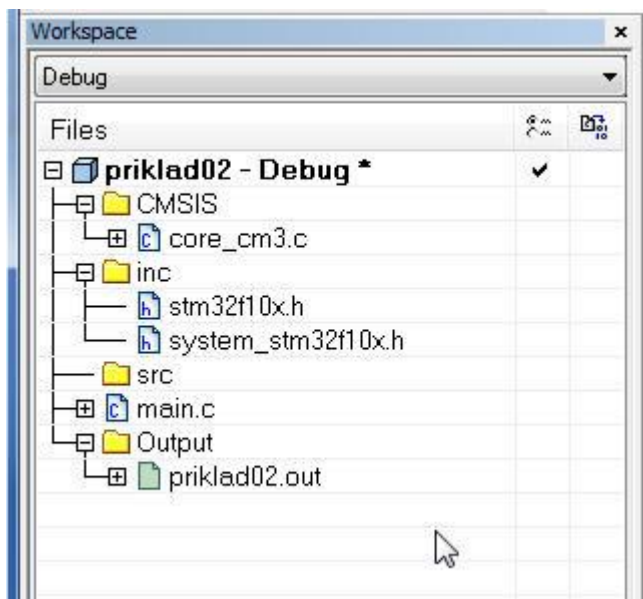 Workspace
Debug
Files
priklad02 - Debug *
CMSIS
core_cm3.c
inc
stm32f10x.h
system_stm32f10x.h
src
main.c
Output
priklad02.out